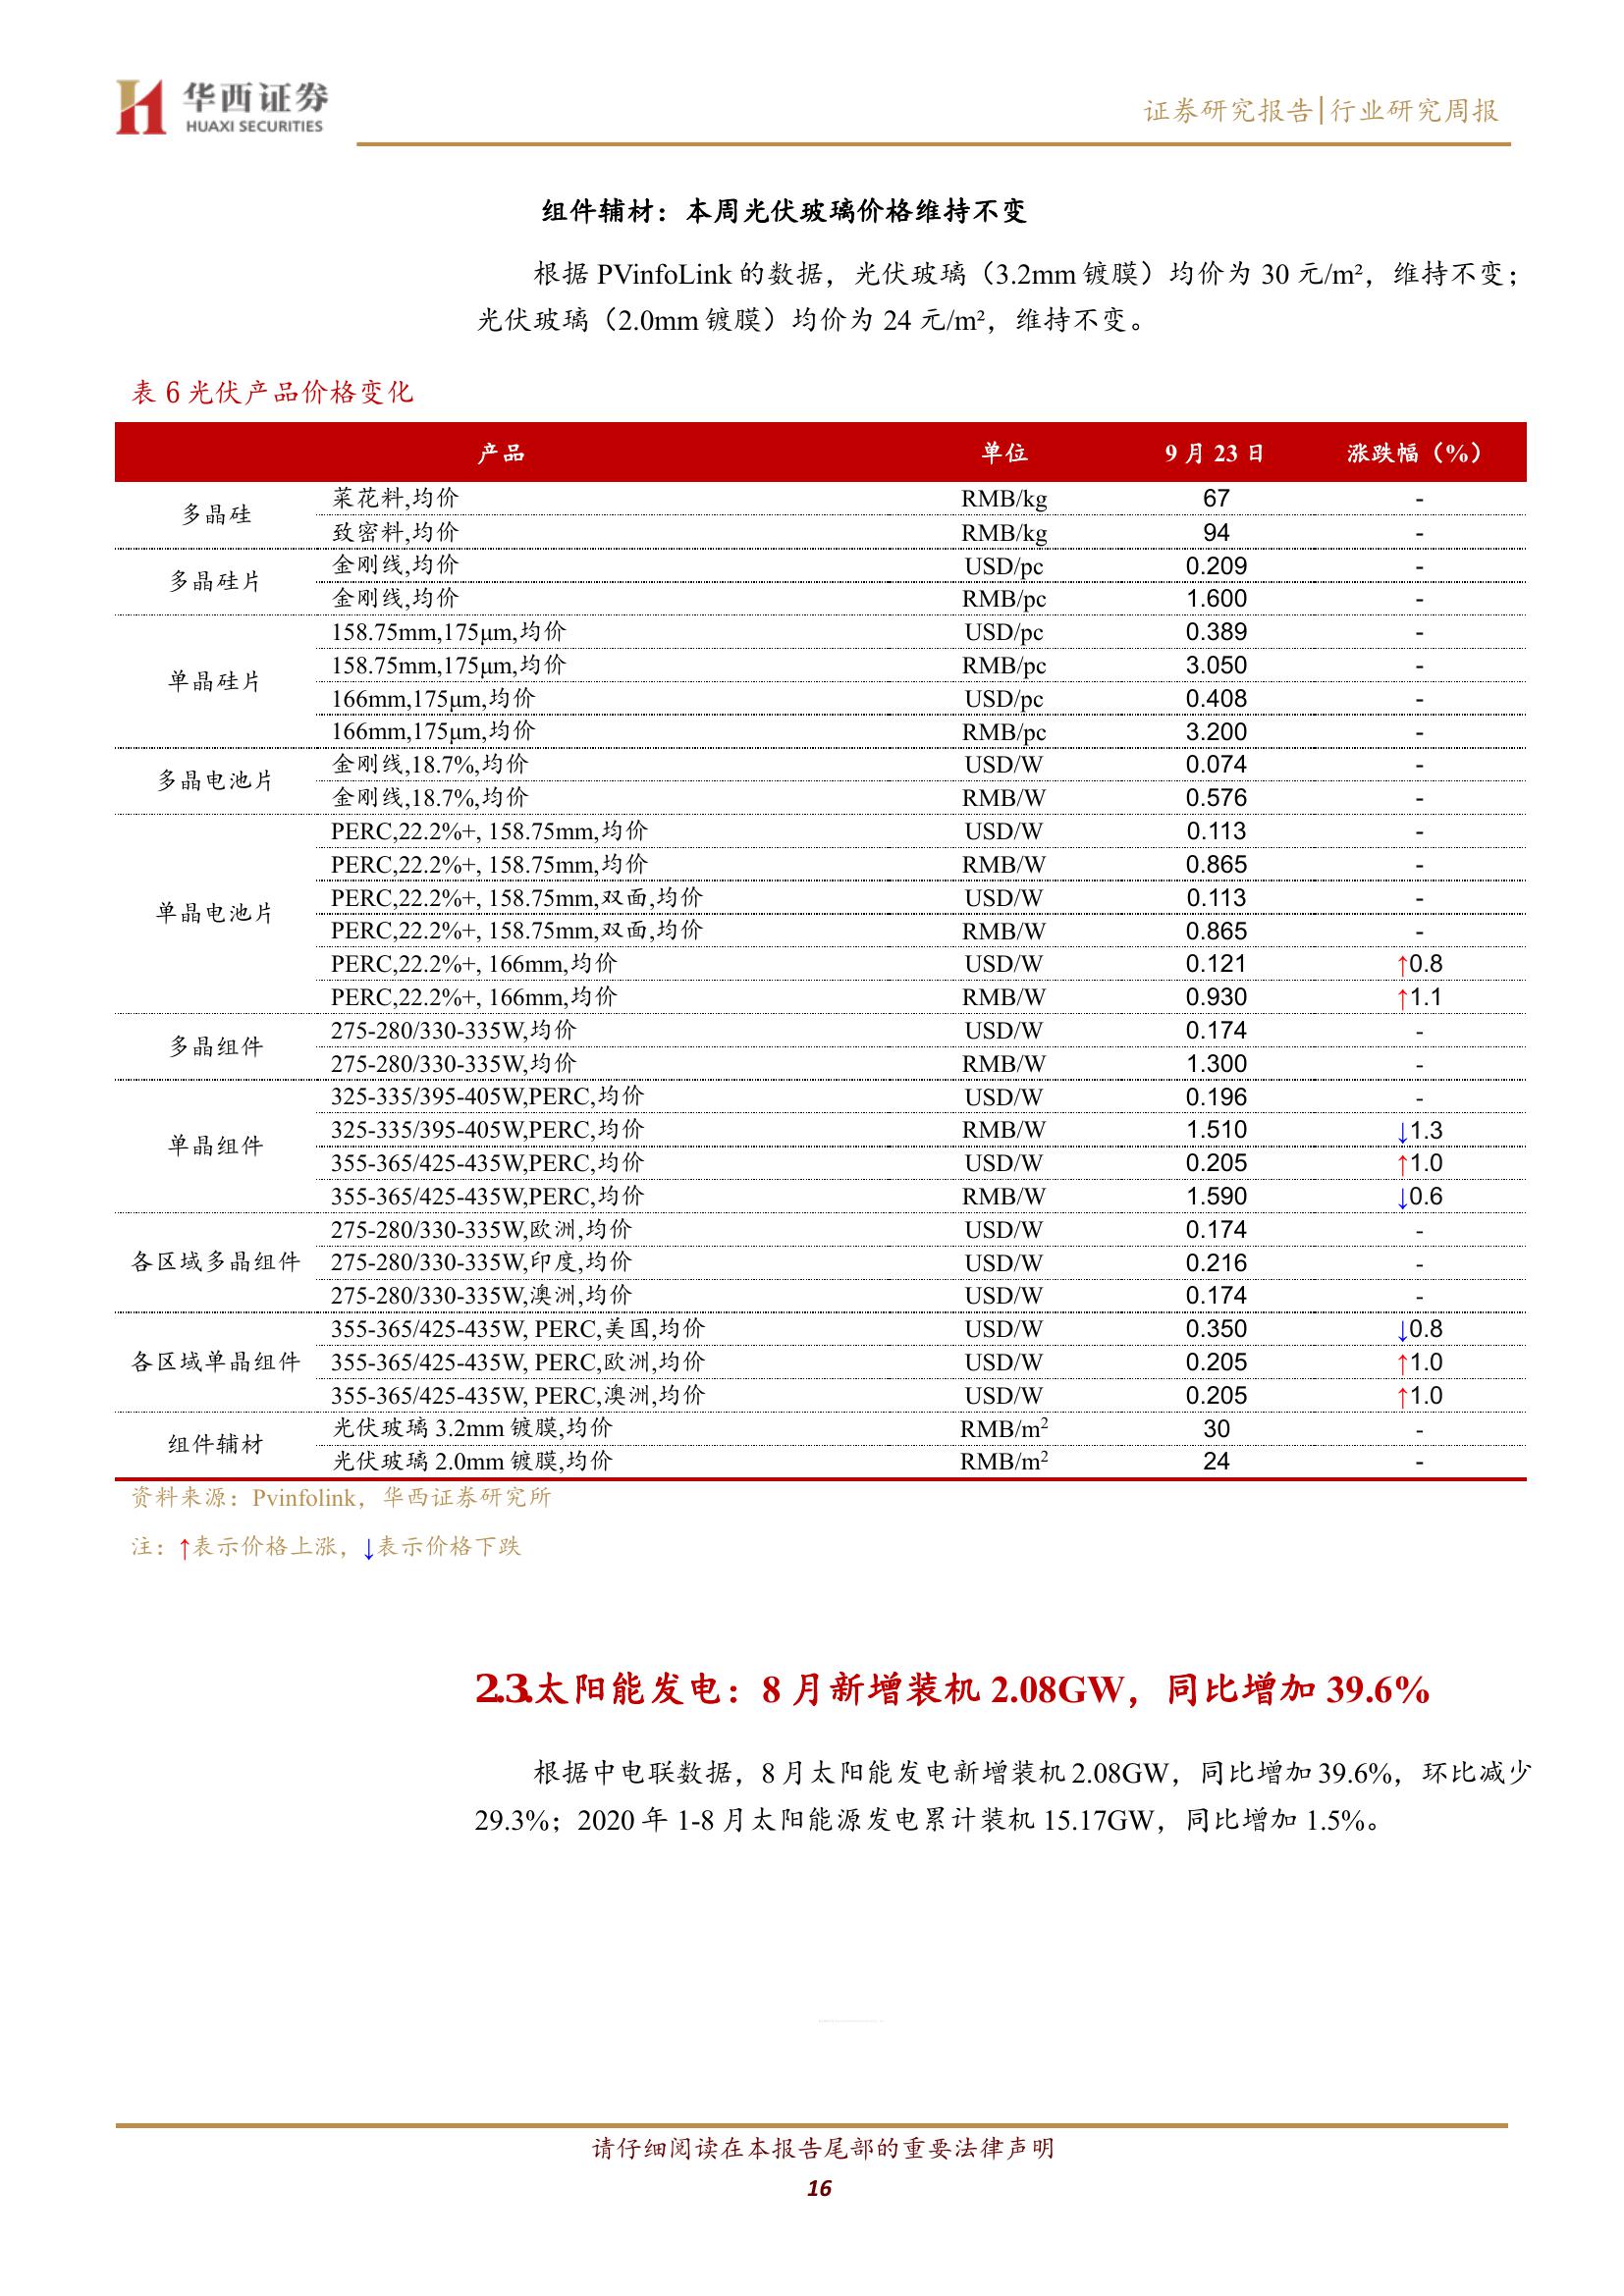 华西证券
HUAXI SECURITIES
证券研究报告|行业研究周报
组件辅材：本周光伏玻璃价格维持不变
根据 PVinfoLink 的数据，光伏玻璃（3.2mm 镀膜）均价为 30 元/m²，维持不变；
光伏玻璃（2.0mm 镀膜）均价为 24 元/m²，维持不变。
表 6 光伏产品价格变化
产品 单位 9 月 23 日 涨跌幅（%）
多晶硅 菜花料,均价 RMB/kg 67 -
致密料,均价 RMB/kg 94 -
多晶硅片 金刚线,均价 USD/pc 0.209 -
金刚线,均价 RMB/pc 1.600 -
单晶硅片 158.75mm,175μm,均价 USD/pc 0.389 -
158.75mm,175μm,均价 RMB/pc 3.050 -
166mm,175μm,均价 USD/pc 0.408 -
166mm,175μm,均价 RMB/pc 3.200 -
多晶电池片 金刚线,18.7%,均价 USD/W 0.074 -
金刚线,18.7%,均价 RMB/W 0.576 -
单晶电池片 PERC,22.2%+, 158.75mm,均价 USD/W 0.113 -
PERC,22.2%+, 158.75mm,均价 RMB/W 0.865 -
PERC,22.2%+, 158.75mm,双面,均价 USD/W 0.113 -
PERC,22.2%+, 158.75mm,双面,均价 RMB/W 0.865 -
PERC,22.2%+, 166mm,均价 USD/W 0.121 ↑0.8
PERC,22.2%+, 166mm,均价 RMB/W 0.930 ↑1.1
多晶组件 275-280/330-335W,均价 USD/W 0.174 -
275-280/330-335W,均价 RMB/W 1.300 -
单晶组件 325-335/395-405W,PERC,均价 USD/W 0.196 -
325-335/395-405W,PERC,均价 RMB/W 1.510 ↓1.3
355-365/425-435W,PERC,均价 USD/W 0.205 ↑1.0
355-365/425-435W,PERC,均价 RMB/W 1.590 ↓0.6
各区域多晶组件 275-280/330-335W,欧洲,均价 USD/W 0.174 -
275-280/330-335W,印度,均价 USD/W 0.216 -
275-280/330-335W,澳洲,均价 USD/W 0.174 -
各区域单晶组件 355-365/425-435W, PERC,美国,均价 USD/W 0.350 ↓0.8
355-365/425-435W, PERC,欧洲,均价 USD/W 0.205 ↑1.0
355-365/425-435W, PERC,澳洲,均价 USD/W 0.205 ↑1.0
组件辅材 光伏玻璃 3.2mm 镀膜,均价 RMB/m² 30 -
光伏玻璃 2.0mm 镀膜,均价 RMB/m² 24 -
资料来源：Pvinfolink，华西证券研究所
注：↑表示价格上涨，↓表示价格下跌
2.3.太阳能发电：8 月新增装机 2.08GW，同比增加 39.6%
根据中电联数据，8 月太阳能发电新增装机 2.08GW，同比增加 39.6%，环比减少
29.3%；2020 年 1-8 月太阳能源发电累计装机 15.17GW，同比增加 1.5%。
请仔细阅读在本报告尾部的重要法律声明
16